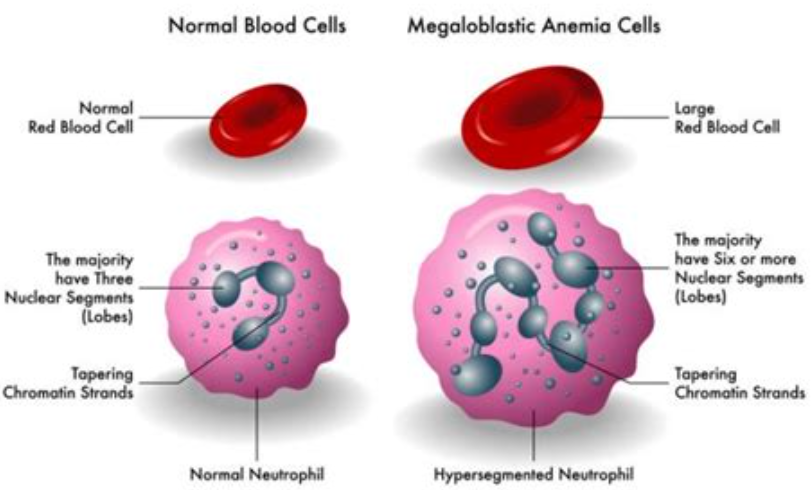 Normal Blood Cells
Megaloblastic Anemia Cells
Normal
Red Blood Cell
Large
Red Blood Cell
The majority
have Three
Nuclear Segments
(Lobes)
The majority
have Six or more
Nuclear Segments
(Lobes)
Tapering
Chromatin Strands
Tapering
Chromatin Strands
Normal Neutrophil
Hypersegmented Neutrophil